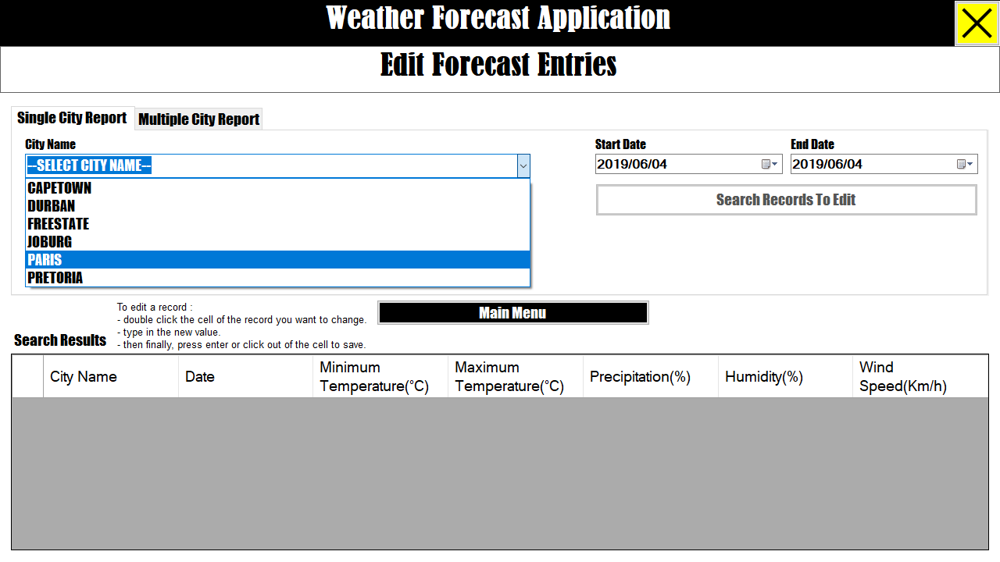 Weather Forecast Application
Edit Forecast Entries
Single City Report
Multiple City Report
City Name
Start Date
End Date
--SELECT CITY NAME--
2019/06/04
2019/06/04
CAPETOWN
DURBAN
FREESTATE
JOBURG
PARIS
PRETORIA
Search Records To Edit
To edit a record :
- double click the cell of the record you want to change.
- type in the new value.
- then finally, press enter or click out of the cell to save.
Main Menu
Search Results
City Name
Date
Minimum
Temperature(°C)
Maximum
Temperature(°C)
Precipitation(%)
Humidity(%)
Wind
Speed(Km/h)